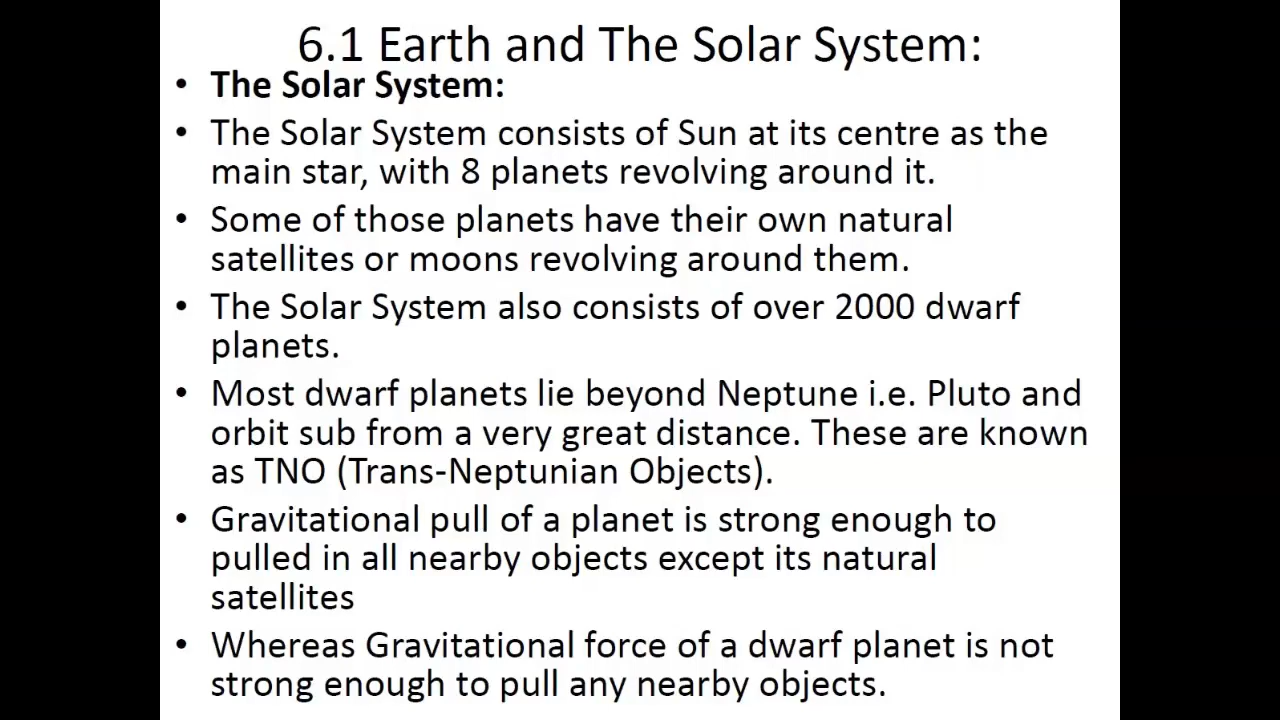 6.1 Earth and The Solar System:
• The Solar System:
• The Solar System consists of Sun at its centre as the
main star, with 8 planets revolving around it.
• Some of those planets have their own natural
satellites or moons revolving around them.
• The Solar System also consists of over 2000 dwarf
planets.
• Most dwarf planets lie beyond Neptune i.e. Pluto and
orbit sub from a very great distance. These are known
as TNO (Trans-Neptunian Objects).
• Gravitational pull of a planet is strong enough to
pulled in all nearby objects except its natural
satellites
• Whereas Gravitational force of a dwarf planet is not
strong enough to pull any nearby objects.